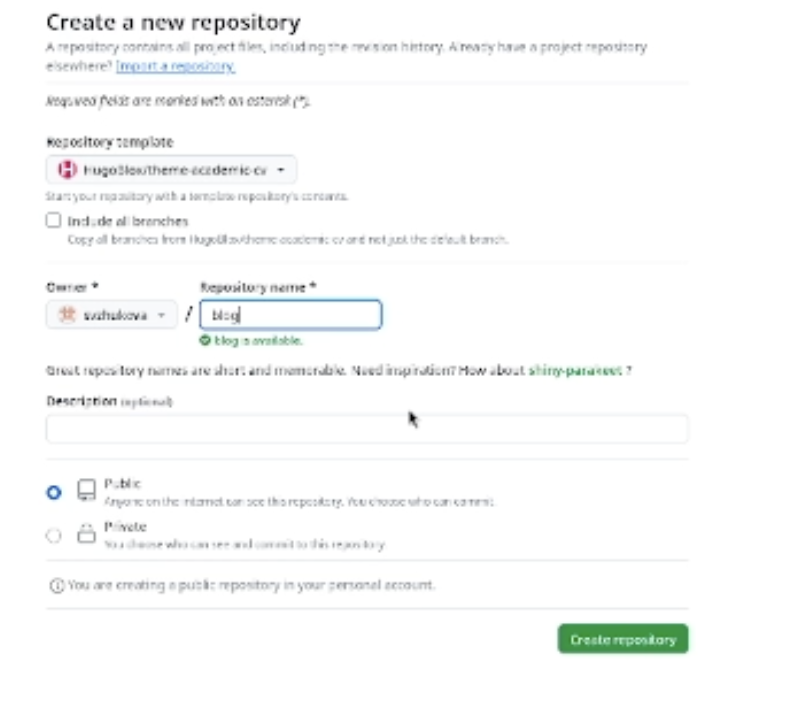 Create a new repository
A repository contains all project files, including the revision history. Already have a project repository
elsewhere? Import a repository.
Required fields are marked with an asterisk (*).
Repository template
HugoBlox/theme-academic-cv
Start your repository with a template repository's contents.
Include all branches
Copy all branches from HugoBlox/theme-academic-cv and not just the default branch.
Owner * Repository name *
svzhukova / blog
blog is available.
Great repository names are short and memorable. Need inspiration? How about shiny-parakeet ?
Description (optional)
Public
Anyone on the internet can see this repository. You choose who can commit.
Private
You choose who can see and commit to this repository.
You are creating a public repository in your personal account.
Create repository